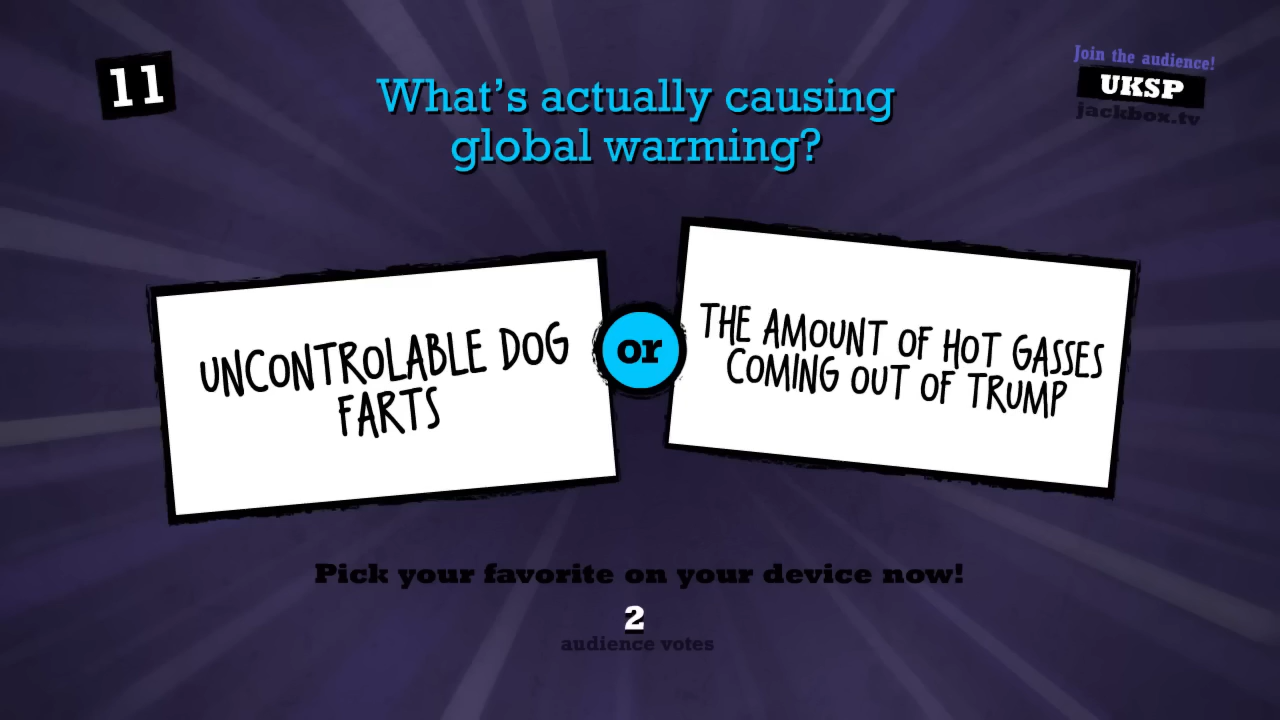 11
Join the audience!
UKSP
jackbox.tv
What's actually causing
global warming?
UNCONTROLABLE DOG
FARTS
or
THE AMOUNT OF HOT GASSES
COMING OUT OF TRUMP
Pick your favorite on your device now!
2
audience votes